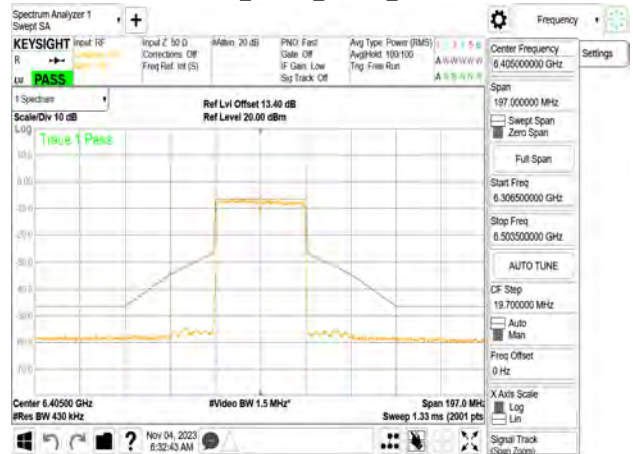 Spectrum Analyzer 1
Swept SA
+
Frequency
KEYSIGHT
Input: RF
Input Z: 50 Ω
#Atten: 20 dB
PNO: Fast
Avg Type: Power (RMS)
Corrections: Off
Gate: Off
Avg|Hold: 100/100
R
Freq Ref: Int (S)
IF Gain: Low
Trig: Free Run
Sig Track: Off
PASS
Center Frequency
6.405000000 GHz
Settings
1 Spectrum
Ref Lvl Offset 13.40 dB
Scale/Div 10 dB
Ref Level 20.00 dBm
Log
Trace 1 Pass
Span
197.000000 MHz
Swept Span
Zero Span
Full Span
Start Freq
6.306500000 GHz
Stop Freq
6.503500000 GHz
AUTO TUNE
CF Step
19.700000 MHz
Auto
Man
Freq Offset
0 Hz
X Axis Scale
Log
Lin
Signal Track
(Span Zoom)
Center 6.40500 GHz
#Video BW 1.5 MHz*
Span 197.0 MHz
#Res BW 430 kHz
Sweep 1.33 ms (2001 pts
?
Nov 04, 2023
6:32:43 AM